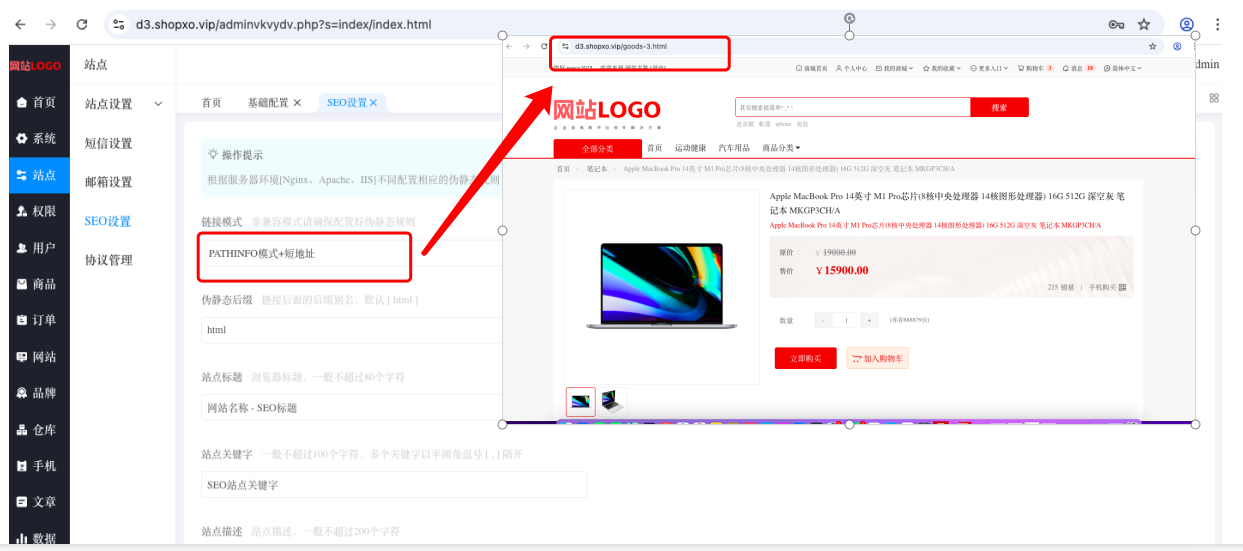 d3.shopxo.vip/adminvkvydv.php?s=index/index.html
网站LOGO
首页
系统
站点
权限
用户
商品
订单
网站
品牌
仓库
手机
文章
数据
站点
站点设置
短信设置
邮箱设置
SEO设置
协议管理
dmin
首页 基础配置 × SEO设置 ×
操作提示
根据服务器环境[Nginx、Apache、IIS]不同配置相应的伪静态规则
链接模式 非兼容模式请确保配置好伪静态规则
PATHINFO模式+短地址
伪静态后缀 链接后面的后缀别名、默认 [ html ]
html
站点标题 浏览器标题、一般不超过80个字符
网站名称 - SEO标题
站点关键字 一般不超过100个字符、多个关键字以半圆角逗号 [ , ] 隔开
SEO站点关键字
站点描述 站点描述、一般不超过200个字符
d3.shopxo.vip/goods-3.html
商城首页 个人中心 我的商城 我的收藏 更多入口 购物车 3 消息 18 简体中文
网站LOGO
企业级电商平台软件解决方案
其实搜索很简单^_^！
搜索
连衣裙 帐篷 iphone 包包
全部分类 首页 运动健康 汽车用品 商品分类
首页 > 笔记本 > Apple MacBook Pro 14英寸 M1 Pro芯片(8核中央处理器 14核图形处理器) 16G 512G 深空灰 笔记本 MKGP3CH/A
Apple MacBook Pro 14英寸 M1 Pro芯片(8核中央处理器 14核图形处理器) 16G 512G 深空灰 笔
记本 MKGP3CH/A
Apple MacBook Pro 14英寸 M1 Pro芯片(8核中央处理器 14核图形处理器) 16G 512G 深空灰 笔记本 MKGP3CH/A
原价 ￥19000.00
售价 ￥15900.00
215 销量 | 手机购买
数量 - 1 + (库存888879台)
立即购买 加入购物车